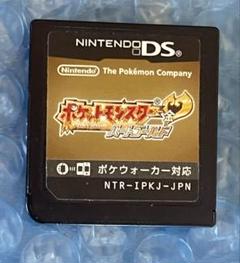 NINTENDO DS
Nintendo The Pokémon Company
ポケットモンスター
ハートゴールド
ポケウォーカー対応
NTR-IPKJ-JPN